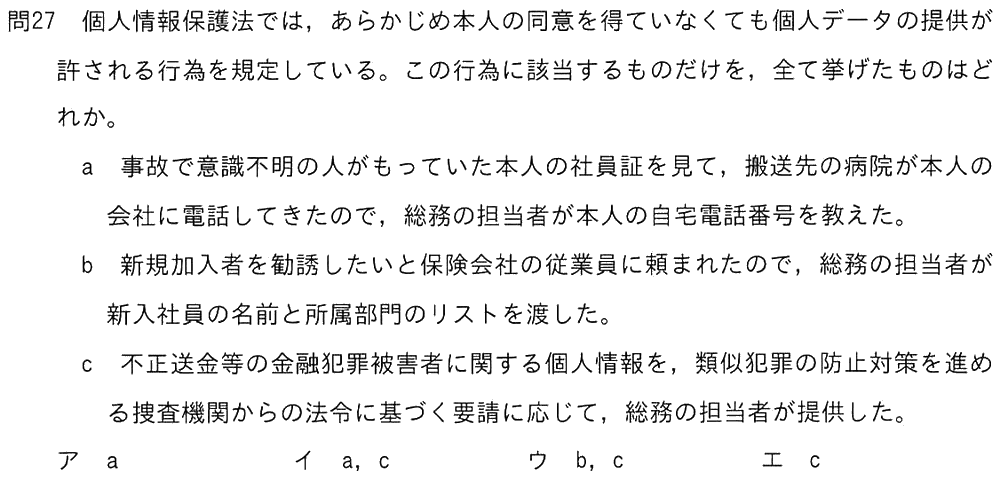 問27 個人情報保護法では，あらかじめ本人の同意を得ていなくても個人データの提供が
許される行為を規定している。この行為に該当するものだけを，全て挙げたものはど
れか。
a 事故で意識不明の人がもっていた本人の社員証を見て，搬送先の病院が本人の
会社に電話してきたので，総務の担当者が本人の自宅電話番号を教えた。
b 新規加入者を勧誘したいと保険会社の従業員に頼まれたので，総務の担当者が
新入社員の名前と所属部門のリストを渡した。
c 不正送金等の金融犯罪被害者に関する個人情報を，類似犯罪の防止対策を進め
る捜査機関からの法令に基づく要請に応じて，総務の担当者が提供した。
ア a イ a，c ウ b，c エ c